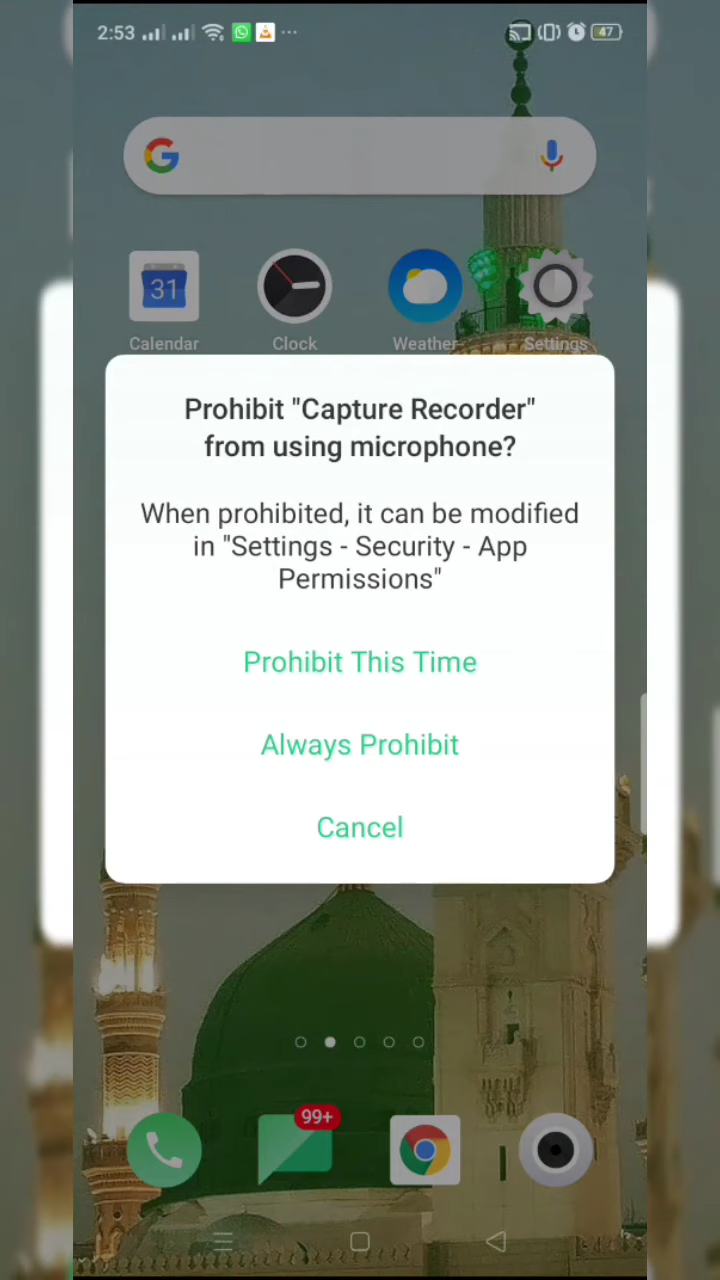 2:53
47
31
Calendar
Clock
Weather
Settings
Prohibit "Capture Recorder"
from using microphone?
When prohibited, it can be modified
in "Settings - Security - App
Permissions"
Prohibit This Time
Always Prohibit
Cancel
99+